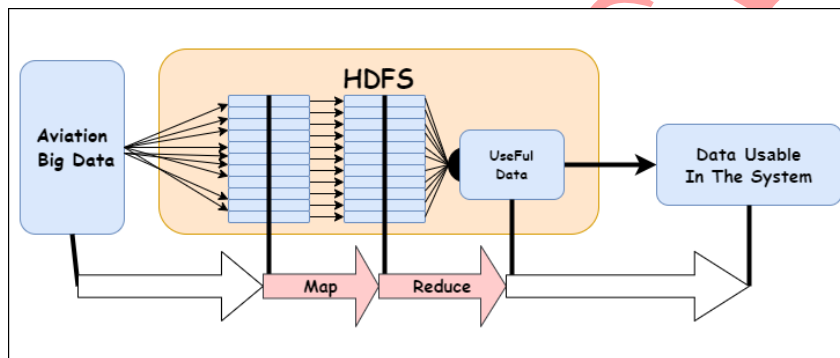 HDFS
Aviation
Big Data
UseFul
Data
Data Usable
In The System
Map
Reduce